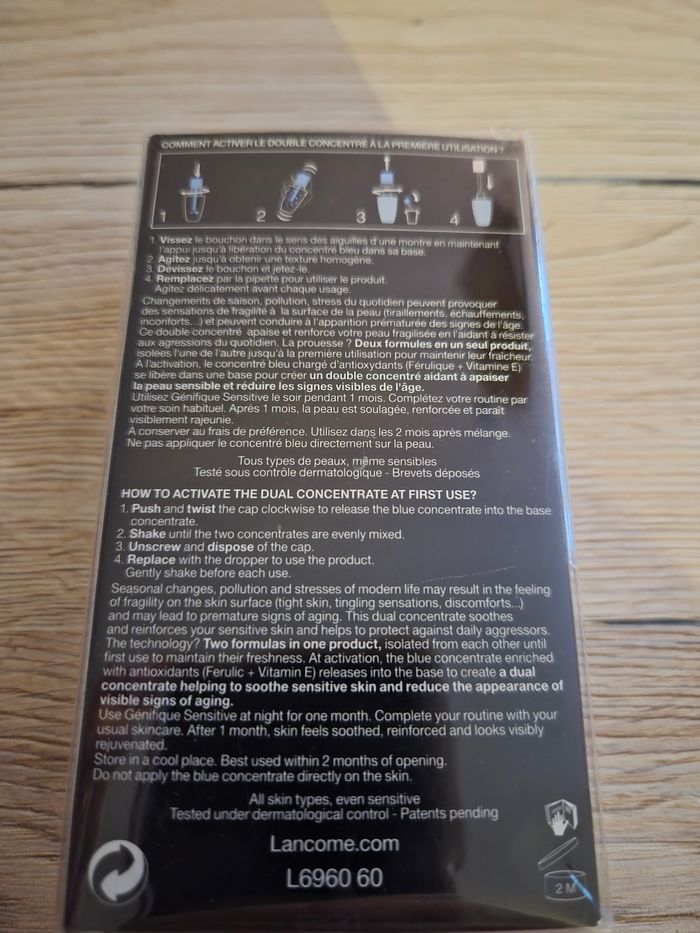 COMMENT ACTIVER LE DOUBLE CONCENTRÉ À LA PREMIÈRE UTILISATION ?
1 2 3 4
1. Vissez le bouchon dans le sens des aiguilles d'une montre en maintenant
l'appui jusqu'à libération du concentré bleu dans sa base.
2. Agitez jusqu'à obtenir une texture homogène.
3. Dévissez le bouchon et jetez-le.
4. Remplacez par la pipette pour utiliser le produit.
Agitez délicatement avant chaque usage.
Changements de saison, pollution, stress du quotidien peuvent provoquer
des sensations de fragilité à la surface de la peau (tiraillements, échauffements,
inconforts...) et peuvent conduire à l'apparition prématurée des signes de l'âge.
Ce double concentré apaise et renforce votre peau fragilisée en l'aidant à résister
aux agressions du quotidien. La prouesse ? Deux formules en un seul produit,
isolées l'une de l'autre jusqu'à la première utilisation pour maintenir leur fraîcheur.
A l'activation, le concentré bleu chargé d'antioxydants (Férulique + Vitamine E)
se libère dans une base pour créer un double concentré aidant à apaiser
la peau sensible et réduire les signes visibles de l'âge.
Utilisez Génifique Sensitive le soir pendant 1 mois. Complétez votre routine par
votre soin habituel. Après 1 mois, la peau est soulagée, renforcée et paraît
visiblement rajeunie.
A conserver au frais de préférence. Utilisez dans les 2 mois après mélange.
Ne pas appliquer le concentré bleu directement sur la peau.
Tous types de peaux, même sensibles
Testé sous contrôle dermatologique - Brevets déposés
HOW TO ACTIVATE THE DUAL CONCENTRATE AT FIRST USE?
1. Push and twist the cap clockwise to release the blue concentrate into the base
concentrate.
2. Shake until the two concentrates are evenly mixed.
3. Unscrew and dispose of the cap.
4. Replace with the dropper to use the product.
Gently shake before each use.
Seasonal changes, pollution and stresses of modern life may result in the feeling
of fragility on the skin surface (tight skin, tingling sensations, discomforts...)
and may lead to premature signs of aging. This dual concentrate soothes
and reinforces your sensitive skin and helps to protect against daily aggressors.
The technology? Two formulas in one product, isolated from each other until
first use to maintain their freshness. At activation, the blue concentrate enriched
with antioxidants (Ferulic + Vitamin E) releases into the base to create a dual
concentrate helping to soothe sensitive skin and reduce the appearance of
visible signs of aging.
Use Génifique Sensitive at night for one month. Complete your routine with your
usual skincare. After 1 month, skin feels soothed, reinforced and looks visibly
rejuvenated.
Store in a cool place. Best used within 2 months of opening.
Do not apply the blue concentrate directly on the skin.
All skin types, even sensitive
Tested under dermatological control - Patents pending
Lancome.com
L6960 60
2 M